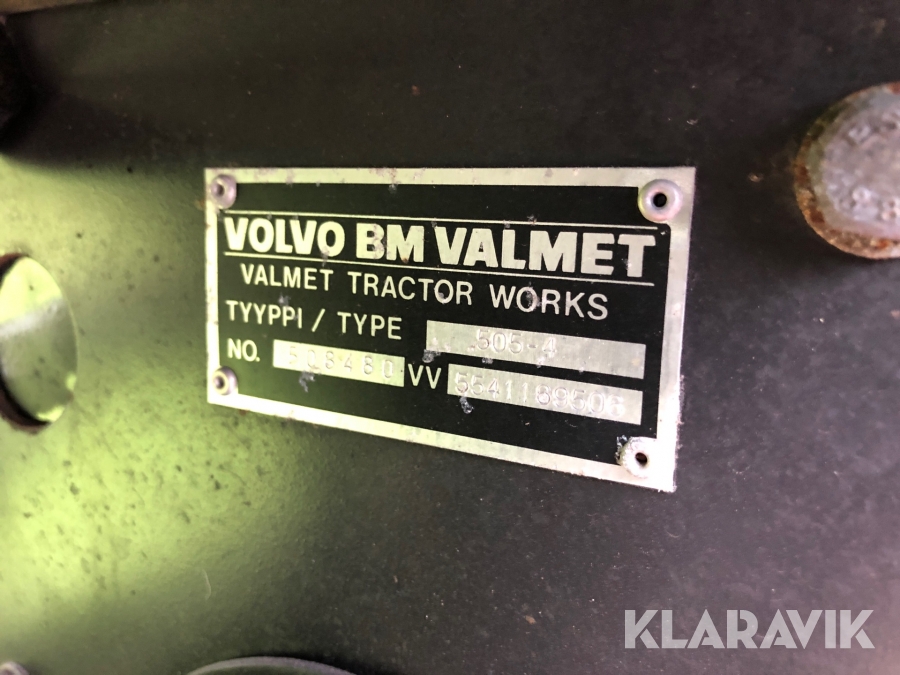 VOLVO BM VALMET
VALMET TRACTOR WORKS
TYYPPI / TYPE 505-4
NO. VV
KLARAVIK